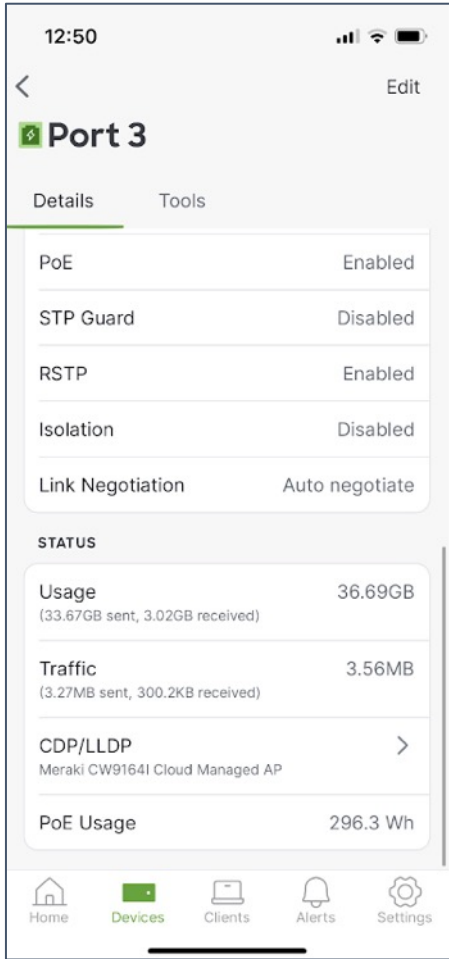 12:50
Edit
Port 3
Details Tools
PoE Enabled
STP Guard Disabled
RSTP Enabled
Isolation Disabled
Link Negotiation Auto negotiate
STATUS
Usage 36.69GB
(33.67GB sent, 3.02GB received)
Traffic 3.56MB
(3.27MB sent, 300.2KB received)
CDP/LLDP
Meraki CW9164I Cloud Managed AP
PoE Usage 296.3 Wh
Home Devices Clients Alerts Settings